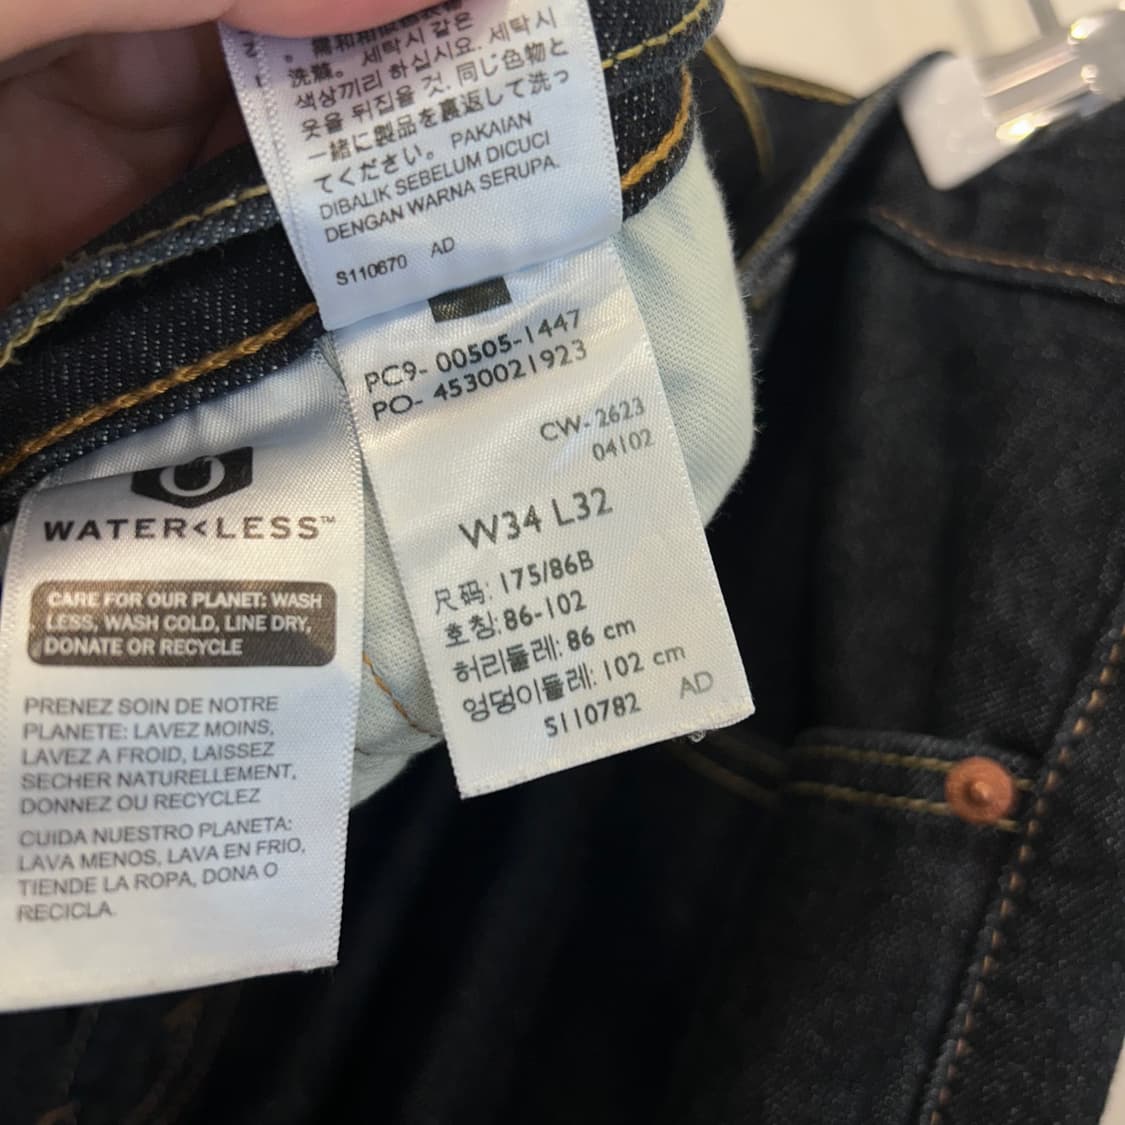 洗滌。 세탁시 같은
색상끼리 하십시요. 세탁시
옷을 뒤집을 것. 同じ色物と
一緒に製品を裏返して洗っ
てください。 PAKAIAN
DIBALIK SEBELUM DICUCI
DENGAN WARNA SERUPA.
S110670 AD
PC9- 00505-1447
PO- 4530021923
CW- 2623
04102
W34 L32
尺码: 175/86B
호칭: 86-102
허리둘레: 86 cm
엉덩이둘레: 102 cm
S110782 AD
WATER<LESS™
CARE FOR OUR PLANET: WASH
LESS, WASH COLD, LINE DRY,
DONATE OR RECYCLE
PRENEZ SOIN DE NOTRE
PLANETE: LAVEZ MOINS,
LAVEZ A FROID, LAISSEZ
SECHER NATURELLEMENT,
DONNEZ OU RECYCLEZ
CUIDA NUESTRO PLANETA:
LAVA MENOS, LAVA EN FRIO,
TIENDE LA ROPA, DONA O
RECICLA.